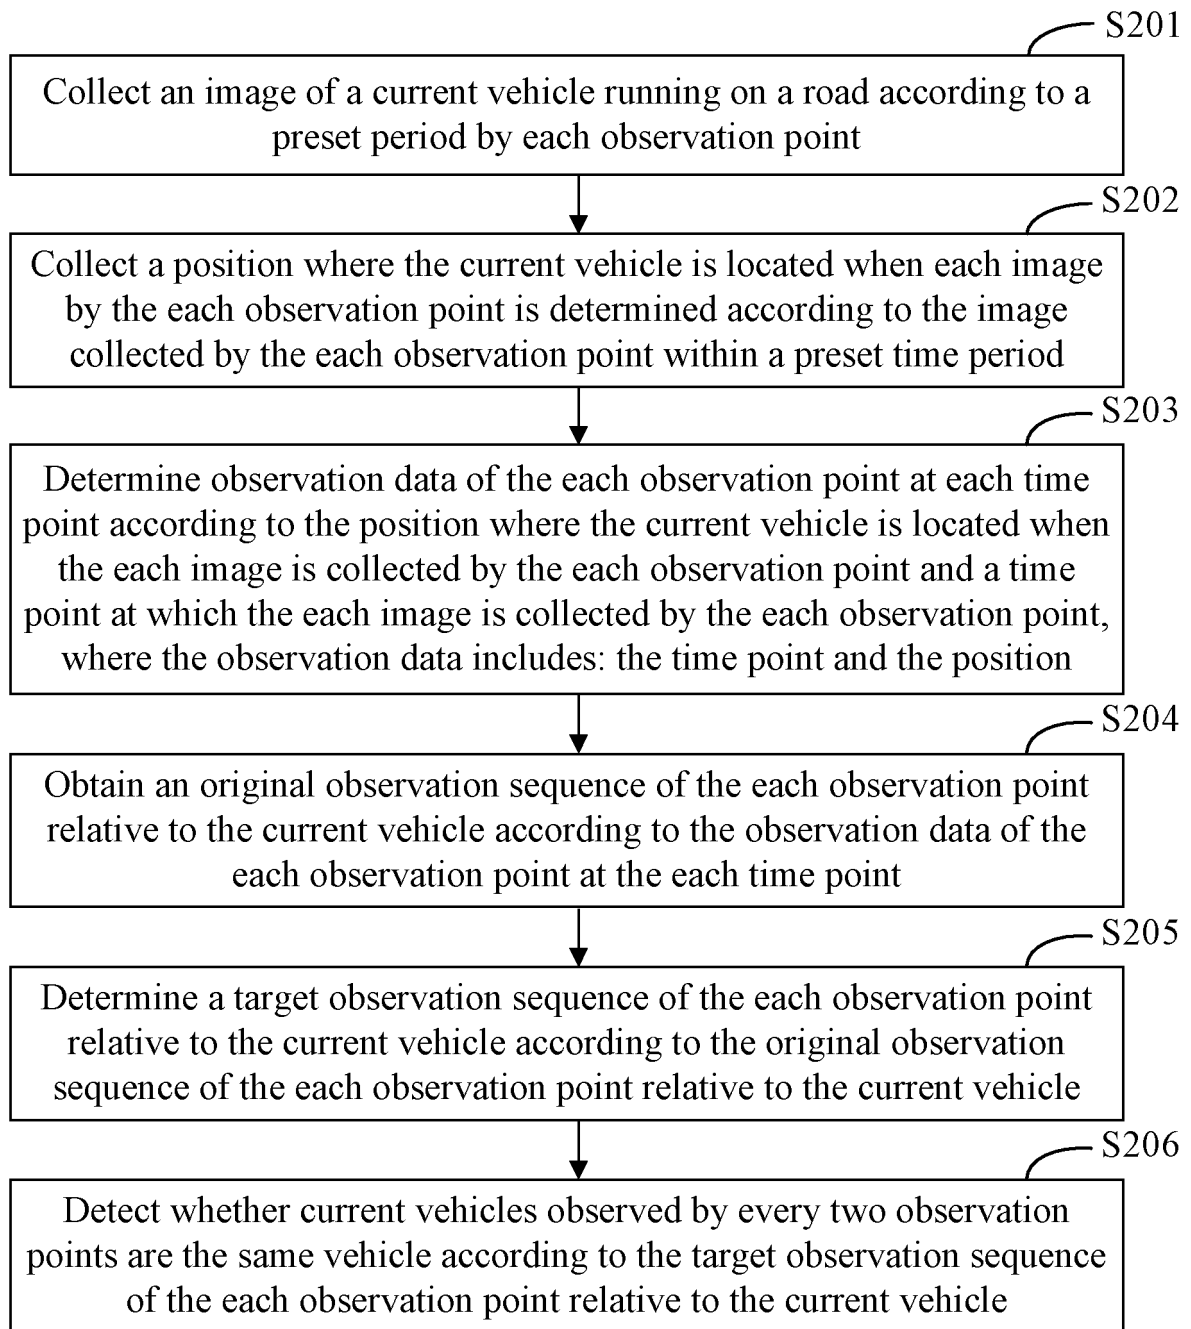 S201
Collect an image of a current vehicle running on a road according to a
preset period by each observation point
S202
Collect a position where the current vehicle is located when each image
by the each observation point is determined according to the image
collected by the each observation point within a preset time period
S203
Determine observation data of the each observation point at each time
point according to the position where the current vehicle is located when
the each image is collected by the each observation point and a time
point at which the each image is collected by the each observation point,
where the observation data includes: the time point and the position
S204
Obtain an original observation sequence of the each observation point
relative to the current vehicle according to the observation data of the
each observation point at the each time point
S205
Determine a target observation sequence of the each observation point
relative to the current vehicle according to the original observation
sequence of the each observation point relative to the current vehicle
S206
Detect whether current vehicles observed by every two observation
points are the same vehicle according to the target observation sequence
of the each observation point relative to the current vehicle